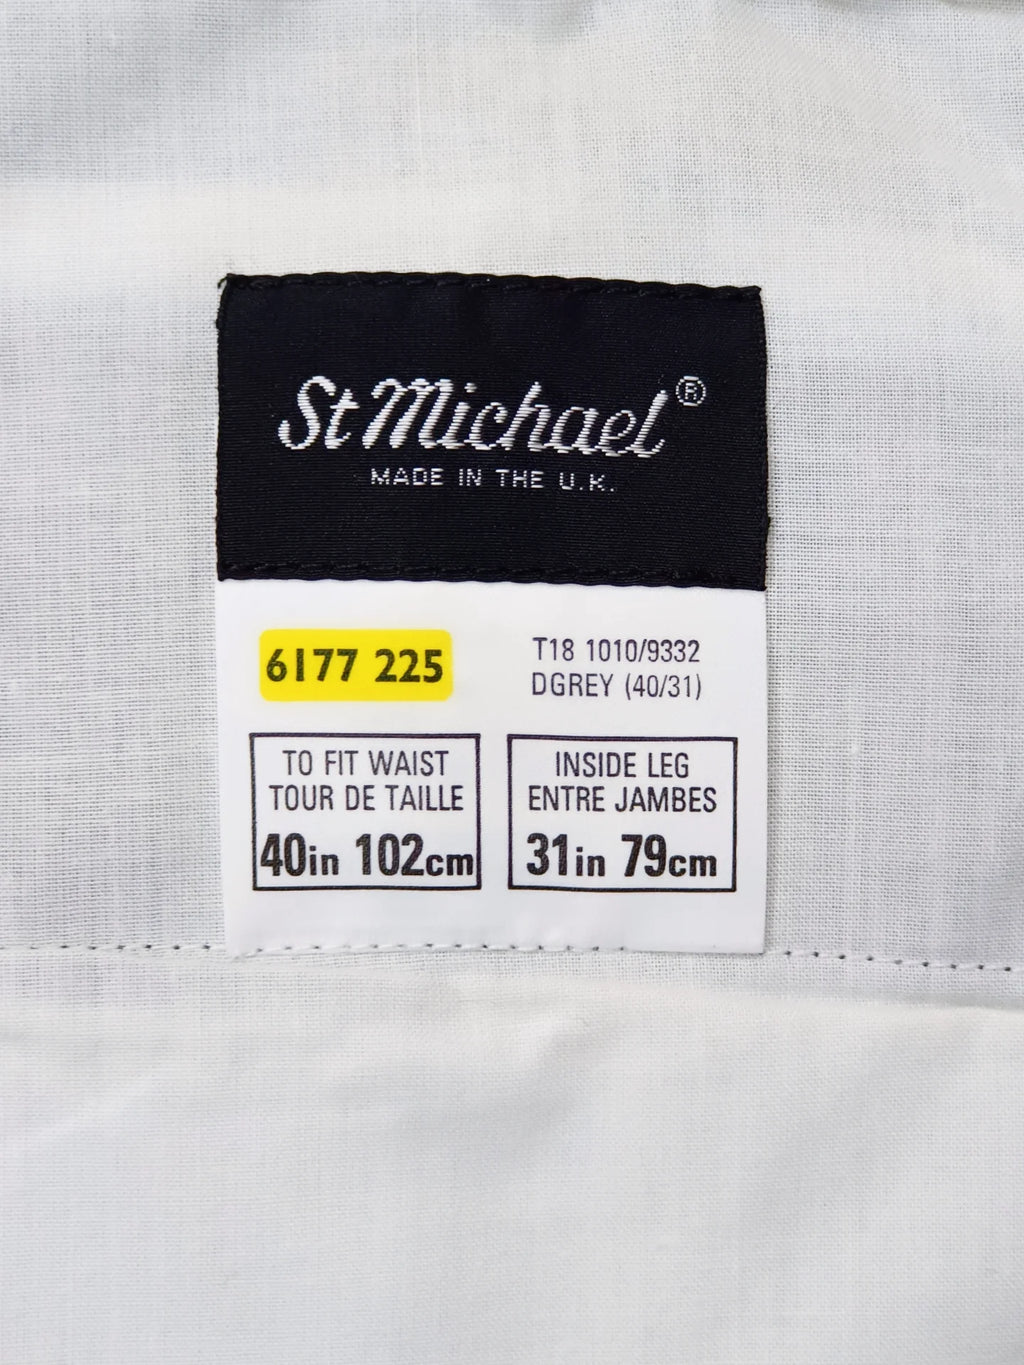 St Michael®
MADE IN THE U.K.
6177 225
T18 1010/9332
DGREY (40/31)
TO FIT WAIST
TOUR DE TAILLE
40in 102cm
INSIDE LEG
ENTRE JAMBES
31in 79cm